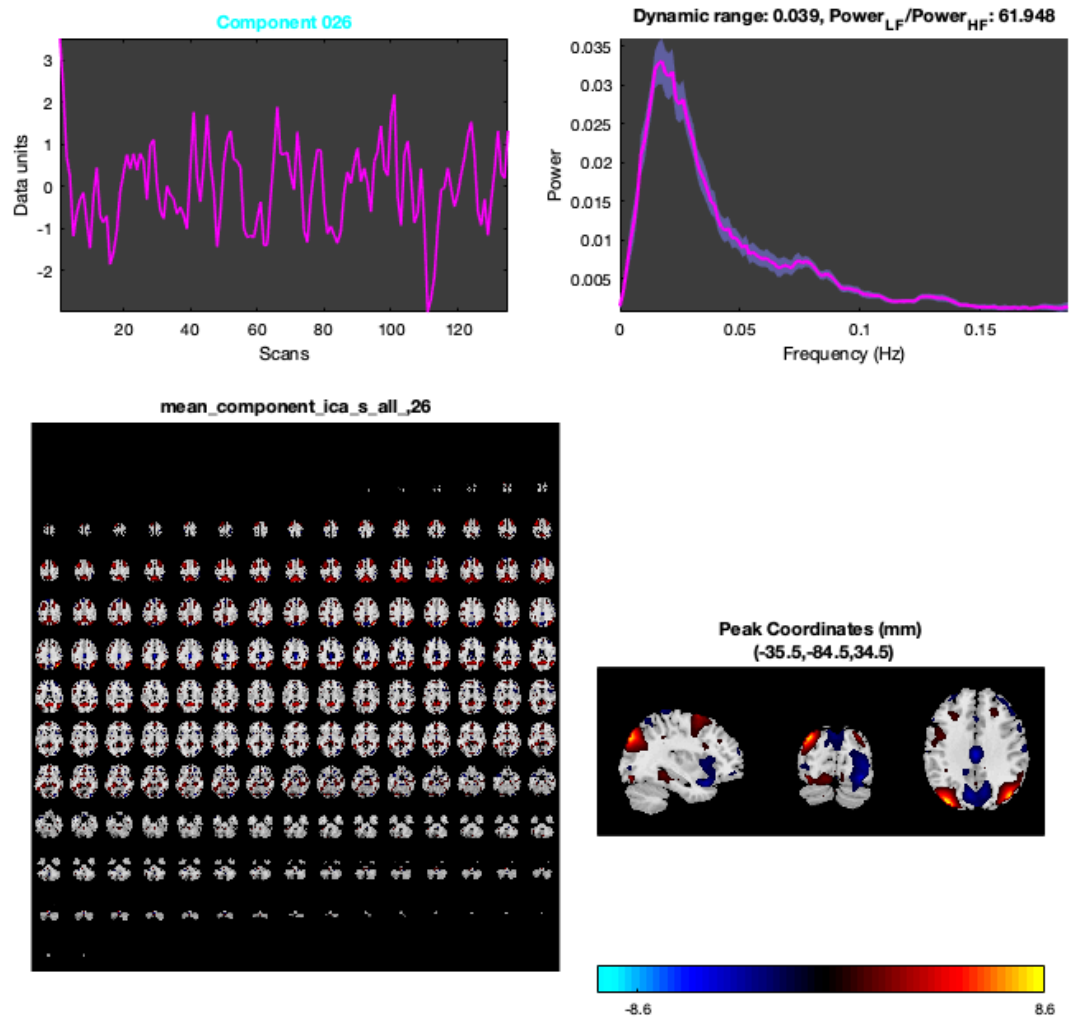 Component 026
3
2
1
0
-1
-2
Data units
20 40 60 80 100 120
Scans
Dynamic range: 0.039, Power_LF/Power_HF: 61.948
0.035
0.03
0.025
0.02
0.015
0.01
0.005
Power
0 0.05 0.1 0.15
Frequency (Hz)
mean_component_ica_s_all_,26
Peak Coordinates (mm)
(-35.5,-84.5,34.5)
-8.6 8.6